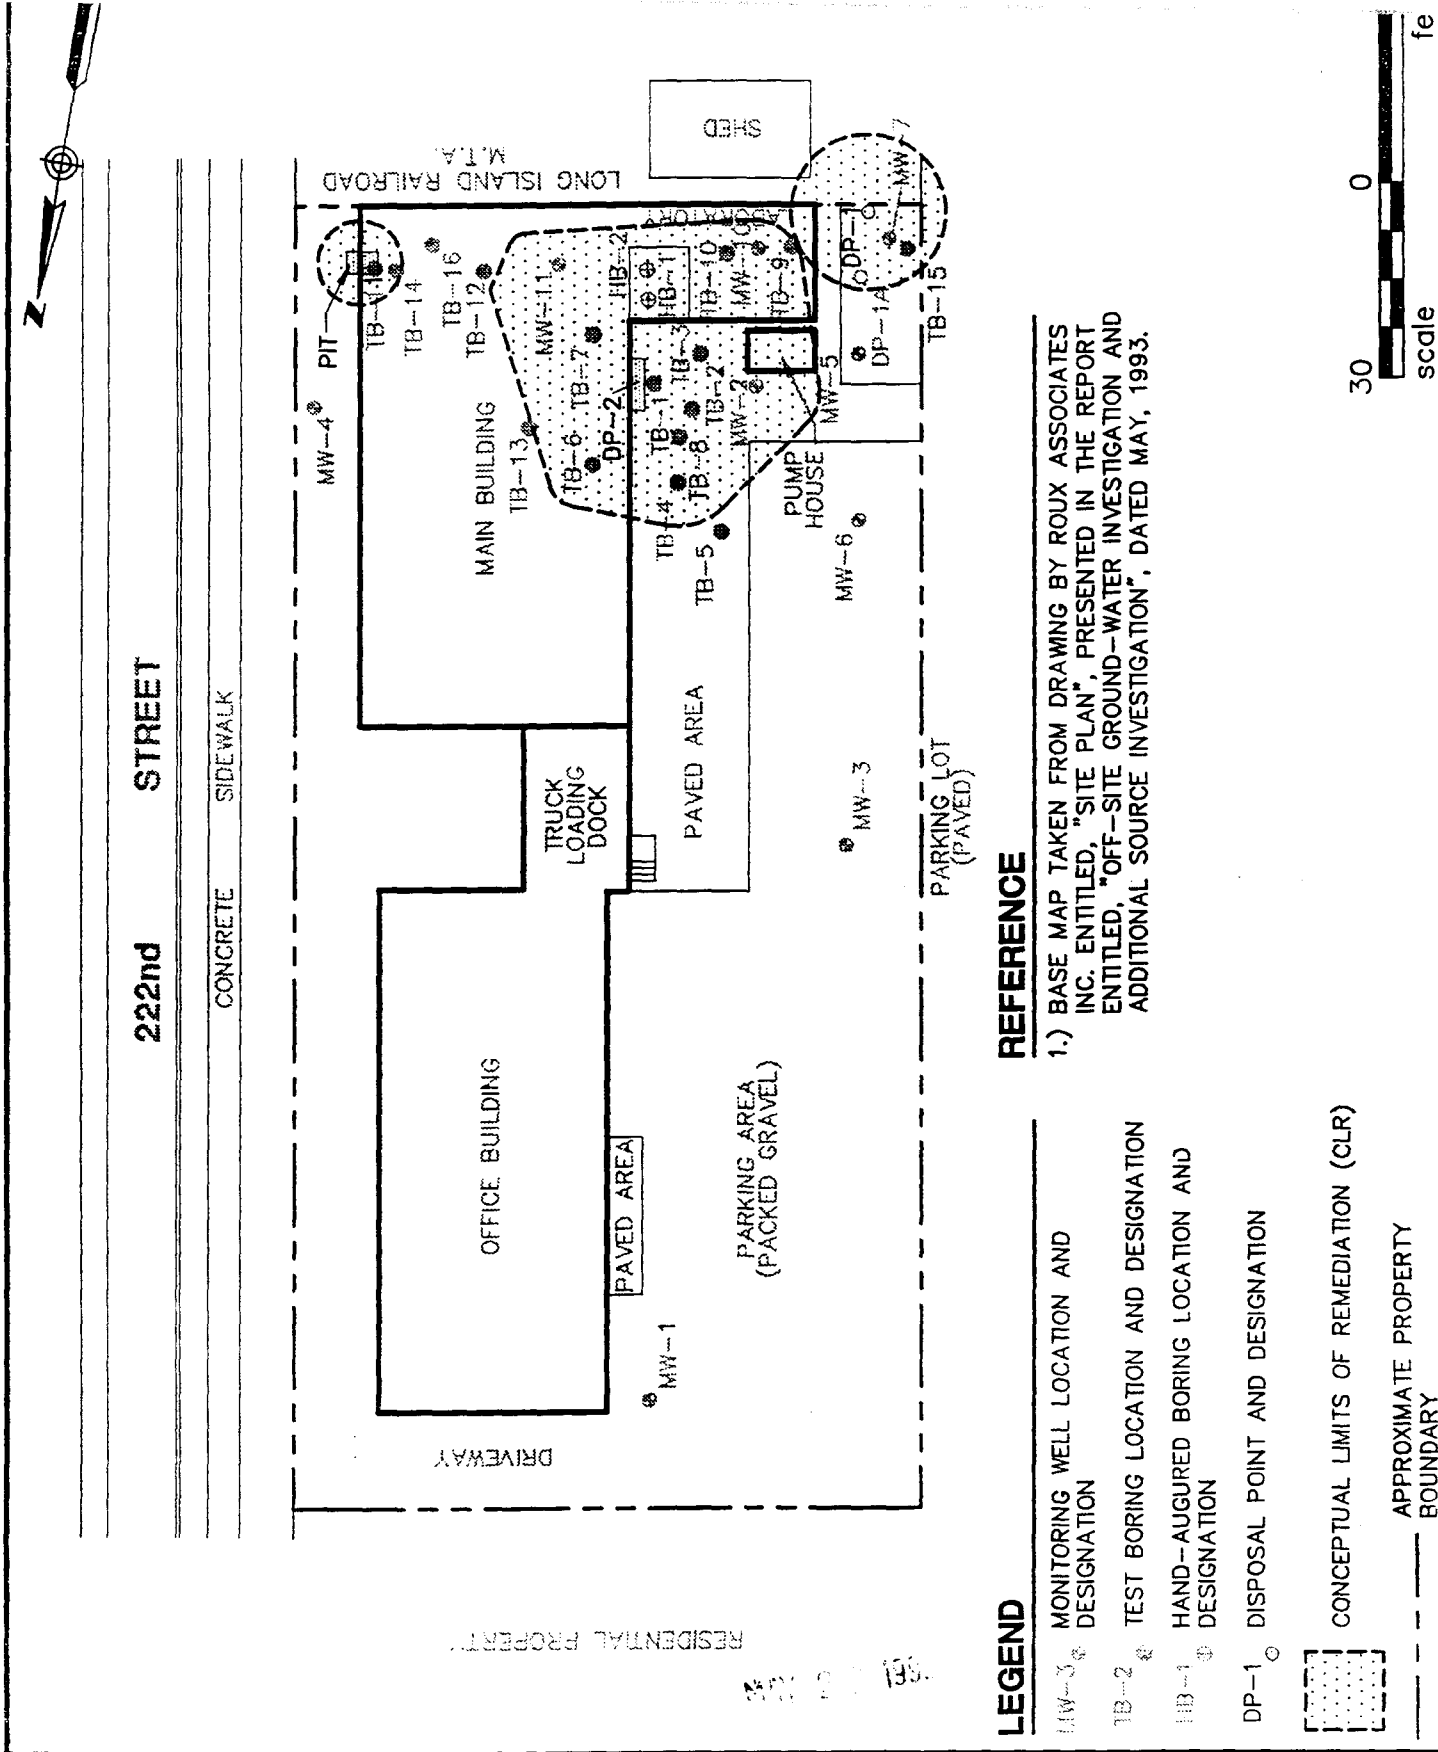 N
222nd STREET
CONCRETE SIDEWALK
MW-4
PIT
TB-14
TB-16
TB-12
LONG ISLAND RAILROAD
M.T.A.
SHED
MAIN BUILDING
TB-13
MW-11
TB-7
TB-6
DP-2
HB-2
HB-1
LABORATORY
TB-10
TB-9
TB-1
TB-3
TB-2
TB-8
TB-4
TB-5
MW-2
MW-5
PUMP
HOUSE
MW-6
DP-1
DP-1A
MW-7
TB-15
TRUCK
LOADING
DOCK
PAVED AREA
MW-3
PARKING LOT
(PAVED)
OFFICE BUILDING
PAVED AREA
PARKING AREA
(PACKED GRAVEL)
MW-1
DRIVEWAY
RESIDENTIAL PROPERTY
LEGEND
MW-3 MONITORING WELL LOCATION AND
DESIGNATION
TB-2 TEST BORING LOCATION AND DESIGNATION
HB-1 HAND-AUGURED BORING LOCATION AND
DESIGNATION
DP-1 DISPOSAL POINT AND DESIGNATION
CONCEPTUAL LIMITS OF REMEDIATION (CLR)
APPROXIMATE PROPERTY
BOUNDARY
REFERENCE
1.) BASE MAP TAKEN FROM DRAWING BY ROUX ASSOCIATES
INC. ENTITLED, "SITE PLAN", PRESENTED IN THE REPORT
ENTITLED, "OFF-SITE GROUND-WATER INVESTIGATION AND
ADDITIONAL SOURCE INVESTIGATION", DATED MAY, 1993.
30 0
scale fe